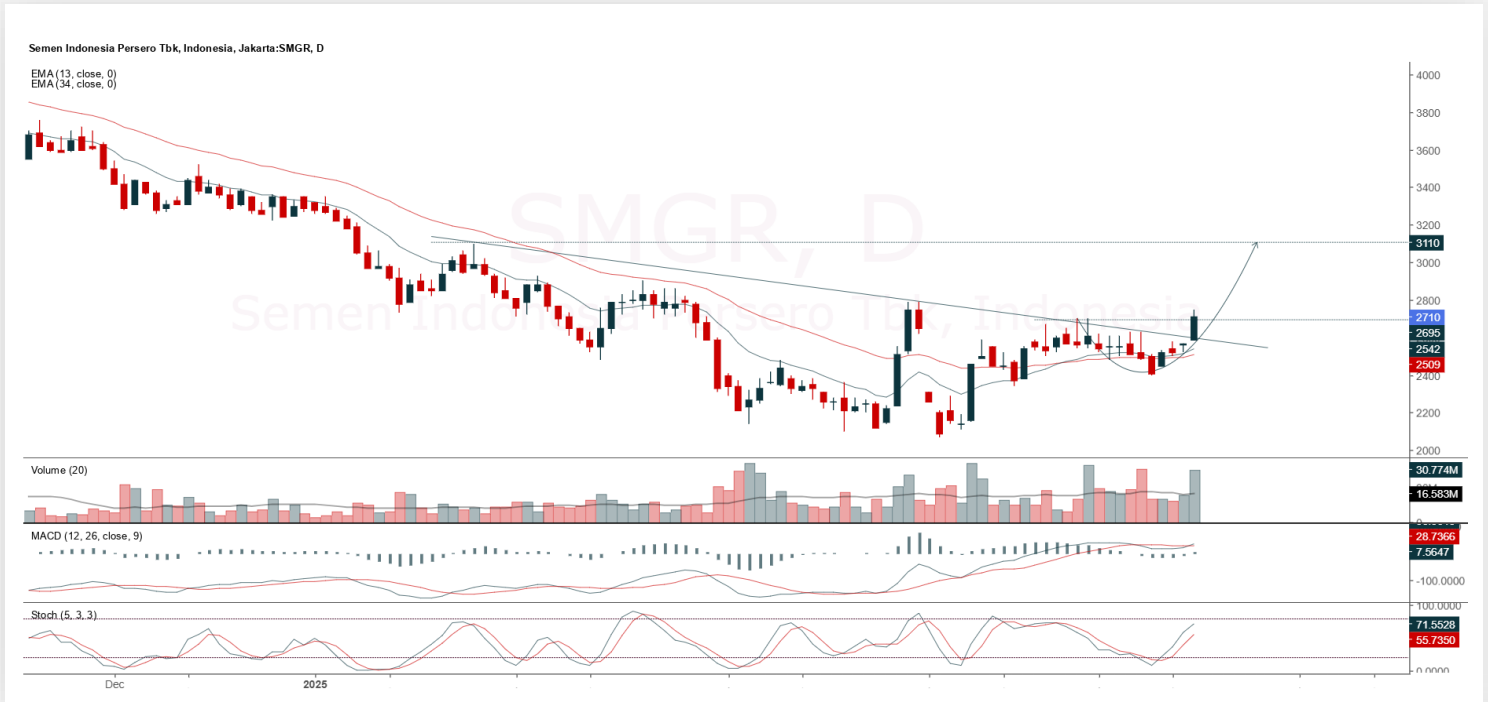 Semen Indonesia Persero Tbk, Indonesia, Jakarta:SMGR, D
EMA (13, close, 0)
EMA (34, close, 0)
SMGR, D
Semen Indonesia Persero Tbk, Indonesia
4000
3800
3600
3400
3200
3110
3000
2800
2710
2695
2542
2509
2400
2200
2000
Volume (20)
30.774M
16.583M
MACD (12, 26, close, 9)
28.7366
7.5647
-100.0000
Stoch (5, 3, 3)
100.0000
71.5528
55.7350
0.0000
Dec
2025